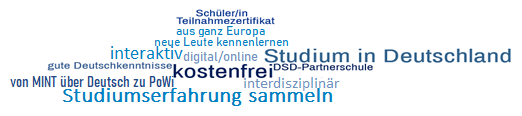 Schüler/in
Teilnahmezertifikat
aus ganz Europa
neue Leute kennenlernen
interaktiv digital/online Studium in Deutschland
gute Deutschkenntnisse kostenfrei DSD-Partnerschule
von MINT über Deutsch zu PoWi interdisziplinär
Studiumserfahrung sammeln